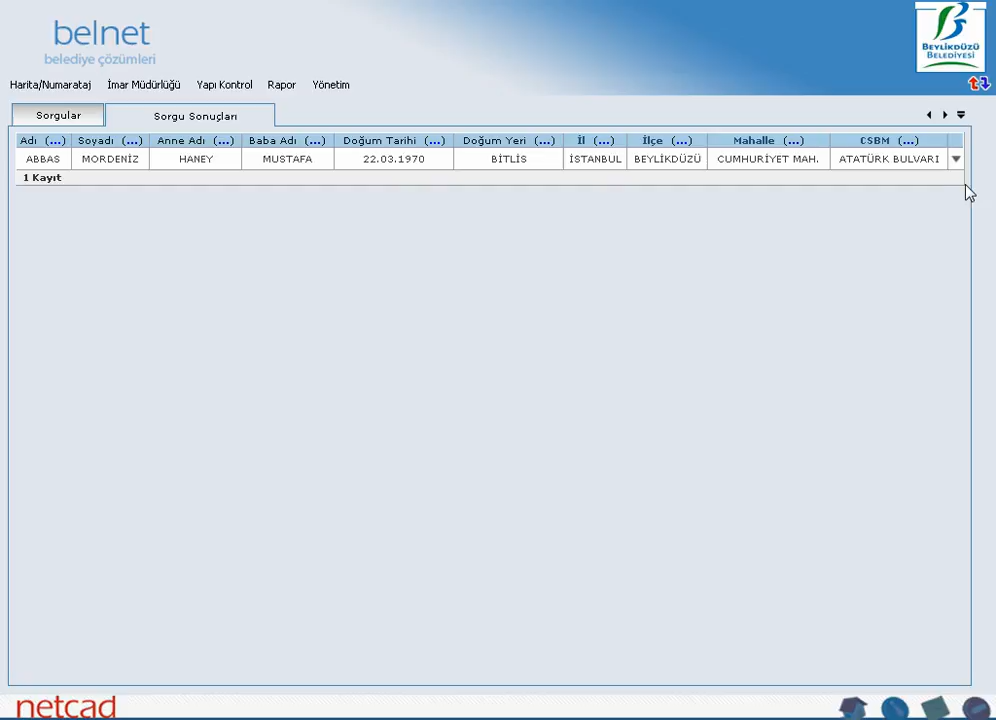 belnet
belediye çözümleri
BEYLİKDÜZÜ
BELEDİYESİ
Harita/Numarataj İmar Müdürlüğü Yapı Kontrol Rapor Yönetim
Sorgular Sorgu Sonuçları
Adı (...) Soyadı (...) Anne Adı (...) Baba Adı (...) Doğum Tarihi (...) Doğum Yeri (...) İl (...) İlçe (...) Mahalle (...) CSBM (...)
ABBAS MORDENİZ HANEY MUSTAFA 22.03.1970 BİTLİS İSTANBUL BEYLİKDÜZÜ CUMHURİYET MAH. ATATÜRK BULVARI
1 Kayıt
netcad